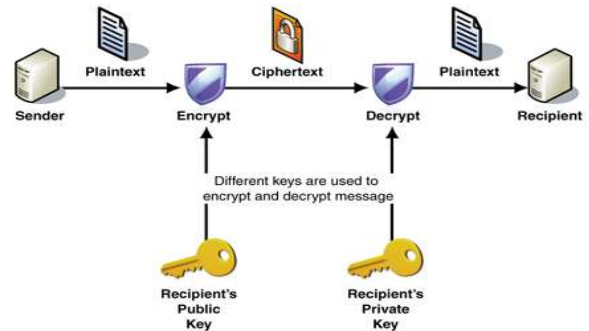 Plaintext
Ciphertext
Plaintext
Sender
Encrypt
Decrypt
Recipient
Different keys are used to
encrypt and decrypt message
Recipient's
Public
Key
Recipient's
Private
Key